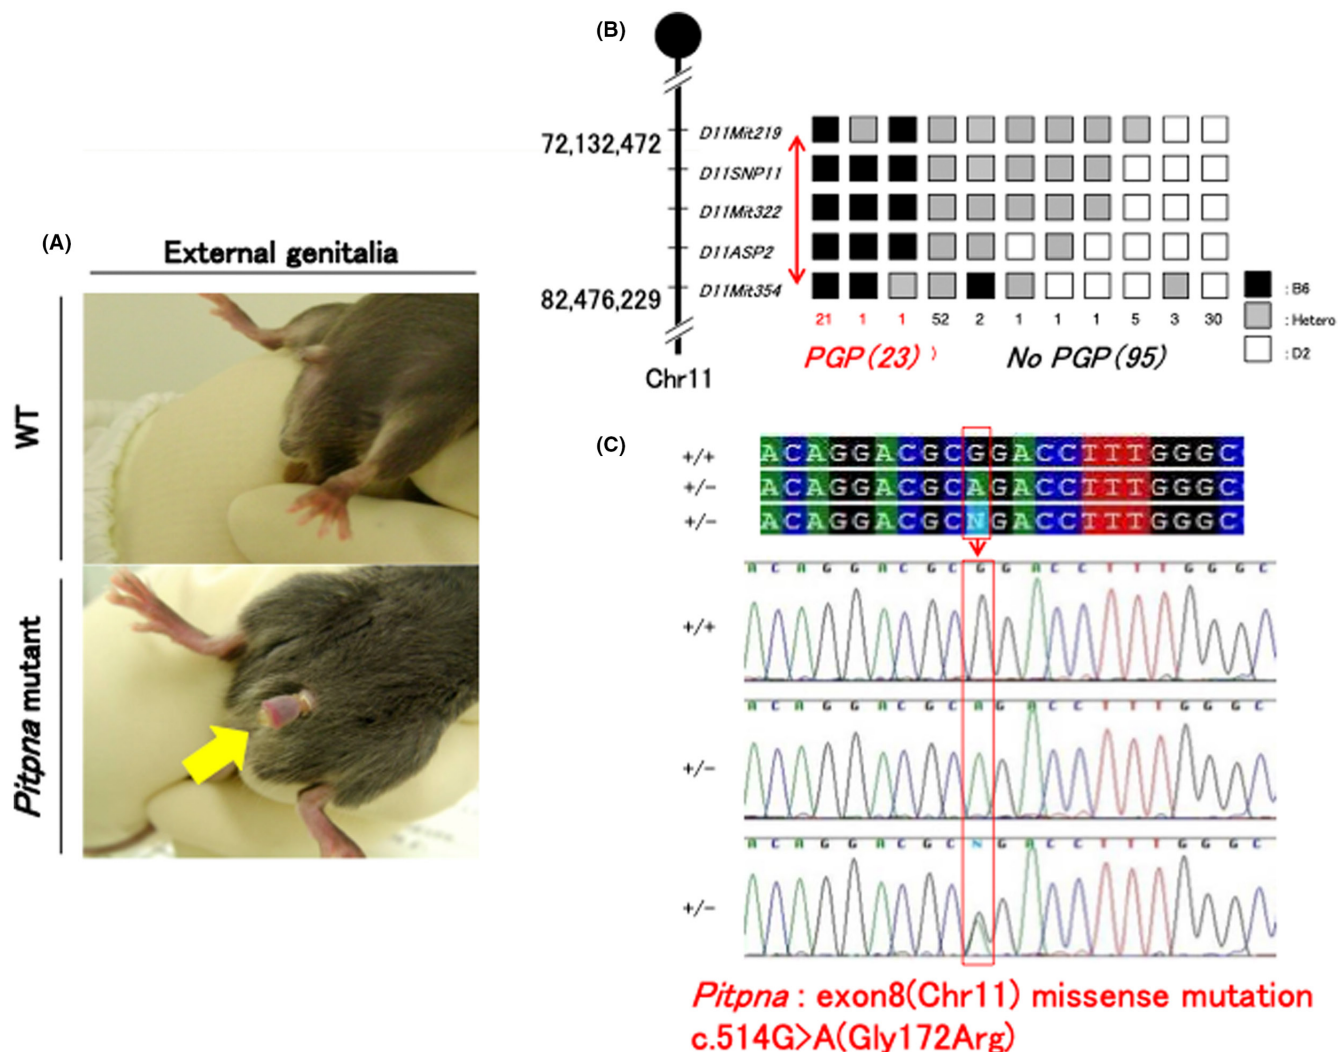 (A)
External genitalia
WT
Pitpna mutant
(B)
72,132,472
82,476,229
Chr11
D11Mit219
D11SNP11
D11Mit322
D11ASP2
D11Mit354
21 1 1 52 2 1 1 1 5 3 30
PGP(23) )
No PGP(95)
: B6
: Hetero
: D2
(C)
+/+ ACAGGACGCGGACCTTTGGGC
+/- ACAGGACGCAGACCTTTGGGC
+/- ACAGGACGCNGACCTTTGGGC
A C A G G A C G C G G A C C T T T G G G C
+/+
A C A G G A C G C A G A C C T T T G G G C
+/-
A C A G G A C G C N G A C C T T T G G G C
+/-
Pitpna : exon8(Chr11) missense mutation
c.514G>A(Gly172Arg)